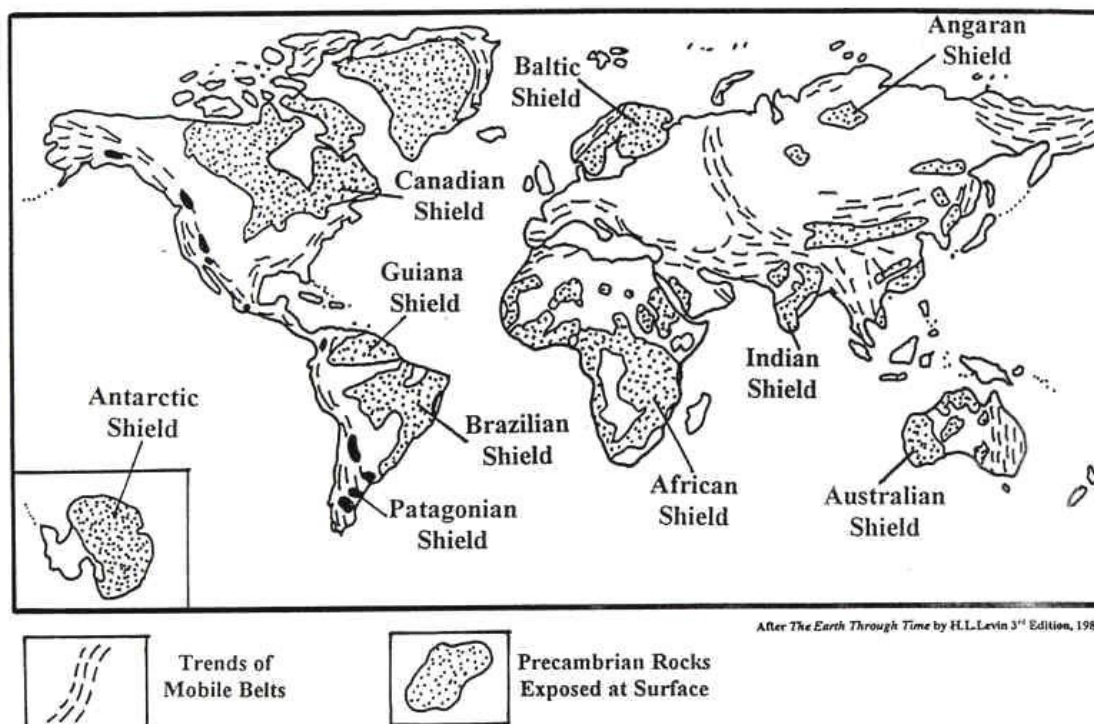 Angaran
Shield
Baltic
Shield
Canadian
Shield
Guiana
Shield
Indian
Shield
Antarctic
Shield
Brazilian
Shield
African
Shield
Australian
Shield
Patagonian
Shield
After The Earth Through Time by H.L.Levin 3rd Edition, 198
Trends of
Mobile Belts
Precambrian Rocks
Exposed at Surface